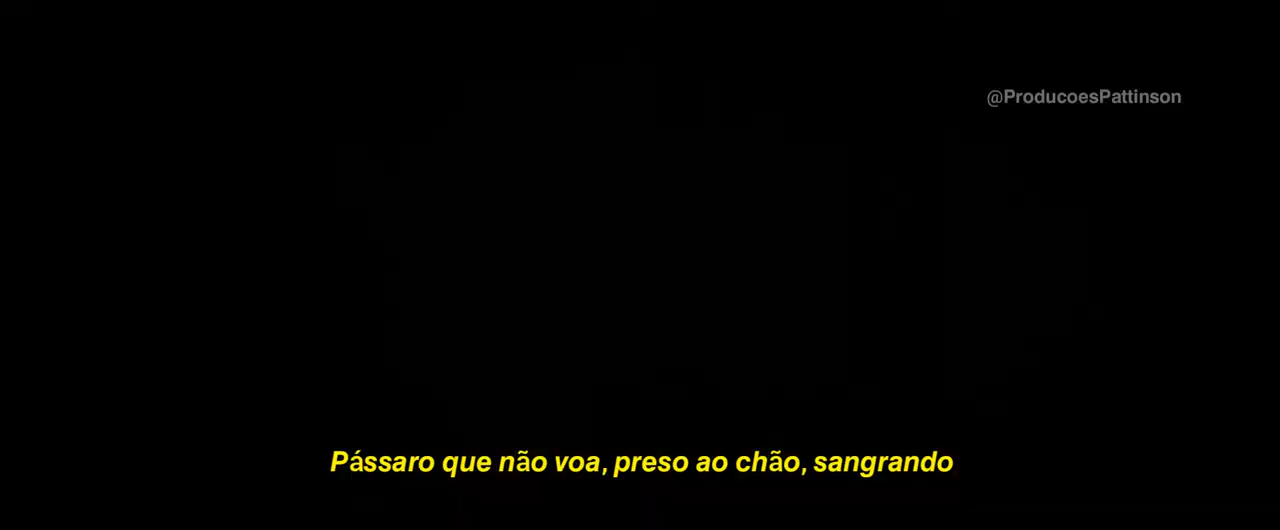 @ProducoesPattinson
Pássaro que não voa, preso ao chão, sangrando